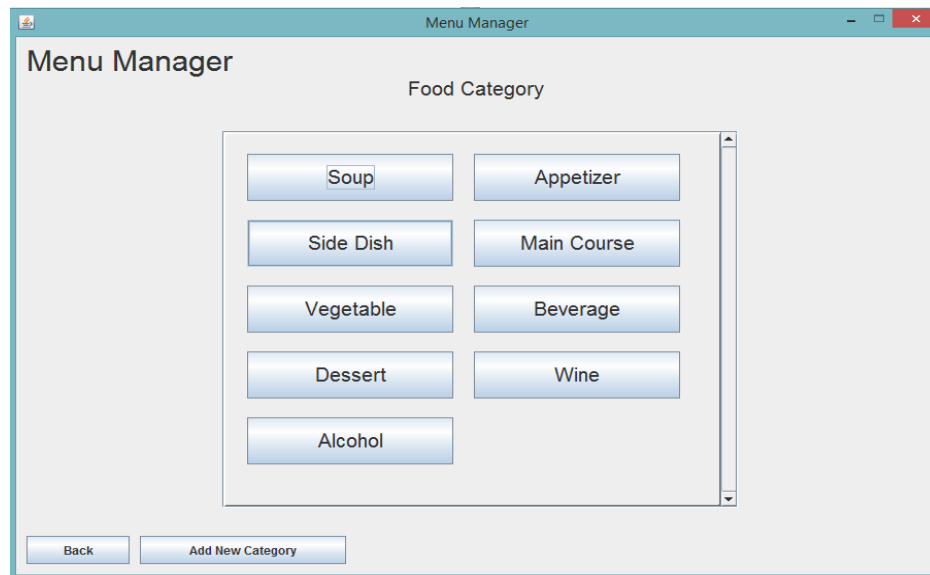 Menu Manager
Menu Manager
Food Category
Soup Appetizer
Side Dish Main Course
Vegetable Beverage
Dessert Wine
Alcohol
Back Add New Category